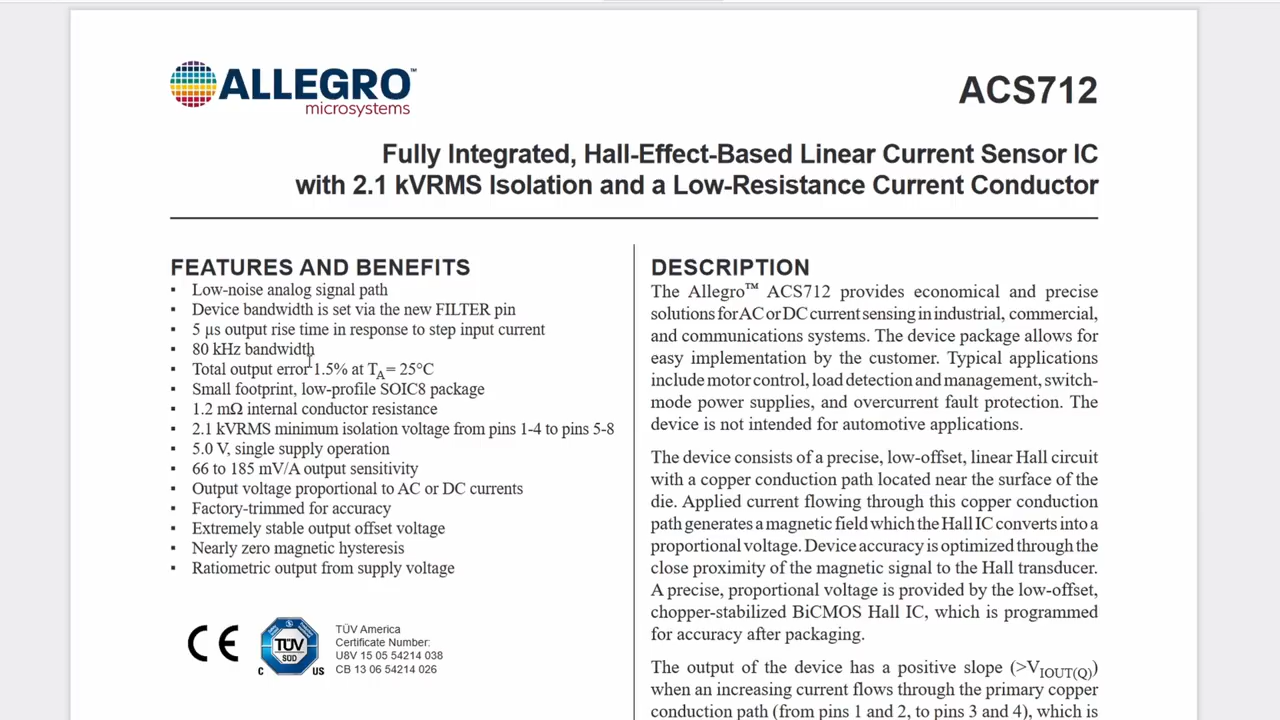 ALLEGRO™
microsystems
ACS712
Fully Integrated, Hall-Effect-Based Linear Current Sensor IC
with 2.1 kVRMS Isolation and a Low-Resistance Current Conductor
FEATURES AND BENEFITS
▪ Low-noise analog signal path
▪ Device bandwidth is set via the new FILTER pin
▪ 5 µs output rise time in response to step input current
▪ 80 kHz bandwidth
▪ Total output error 1.5% at TA = 25°C
▪ Small footprint, low-profile SOIC8 package
▪ 1.2 mΩ internal conductor resistance
▪ 2.1 kVRMS minimum isolation voltage from pins 1-4 to pins 5-8
▪ 5.0 V, single supply operation
▪ 66 to 185 mV/A output sensitivity
▪ Output voltage proportional to AC or DC currents
▪ Factory-trimmed for accuracy
▪ Extremely stable output offset voltage
▪ Nearly zero magnetic hysteresis
▪ Ratiometric output from supply voltage
CE
TÜV
SÜD
C US
TÜV America
Certificate Number:
U8V 15 05 54214 038
CB 13 06 54214 026
DESCRIPTION
The Allegro™ ACS712 provides economical and precise
solutions for AC or DC current sensing in industrial, commercial,
and communications systems. The device package allows for
easy implementation by the customer. Typical applications
include motor control, load detection and management, switch-
mode power supplies, and overcurrent fault protection. The
device is not intended for automotive applications.
The device consists of a precise, low-offset, linear Hall circuit
with a copper conduction path located near the surface of the
die. Applied current flowing through this copper conduction
path generates a magnetic field which the Hall IC converts into a
proportional voltage. Device accuracy is optimized through the
close proximity of the magnetic signal to the Hall transducer.
A precise, proportional voltage is provided by the low-offset,
chopper-stabilized BiCMOS Hall IC, which is programmed
for accuracy after packaging.
The output of the device has a positive slope (>VIOUT(Q))
when an increasing current flows through the primary copper
conduction path (from pins 1 and 2, to pins 3 and 4), which is